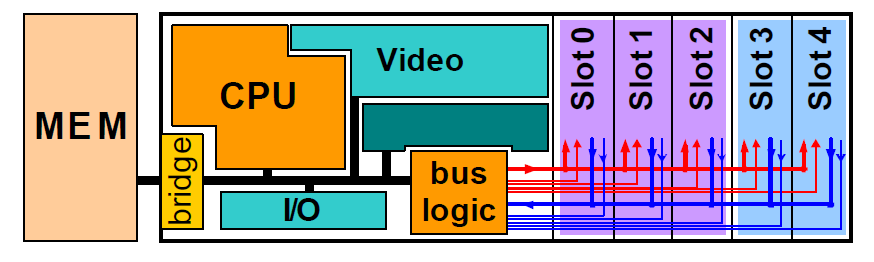 MEM
bridge
CPU
Video
I/O
bus
logic
Slot 0
Slot 1
Slot 2
Slot 3
Slot 4